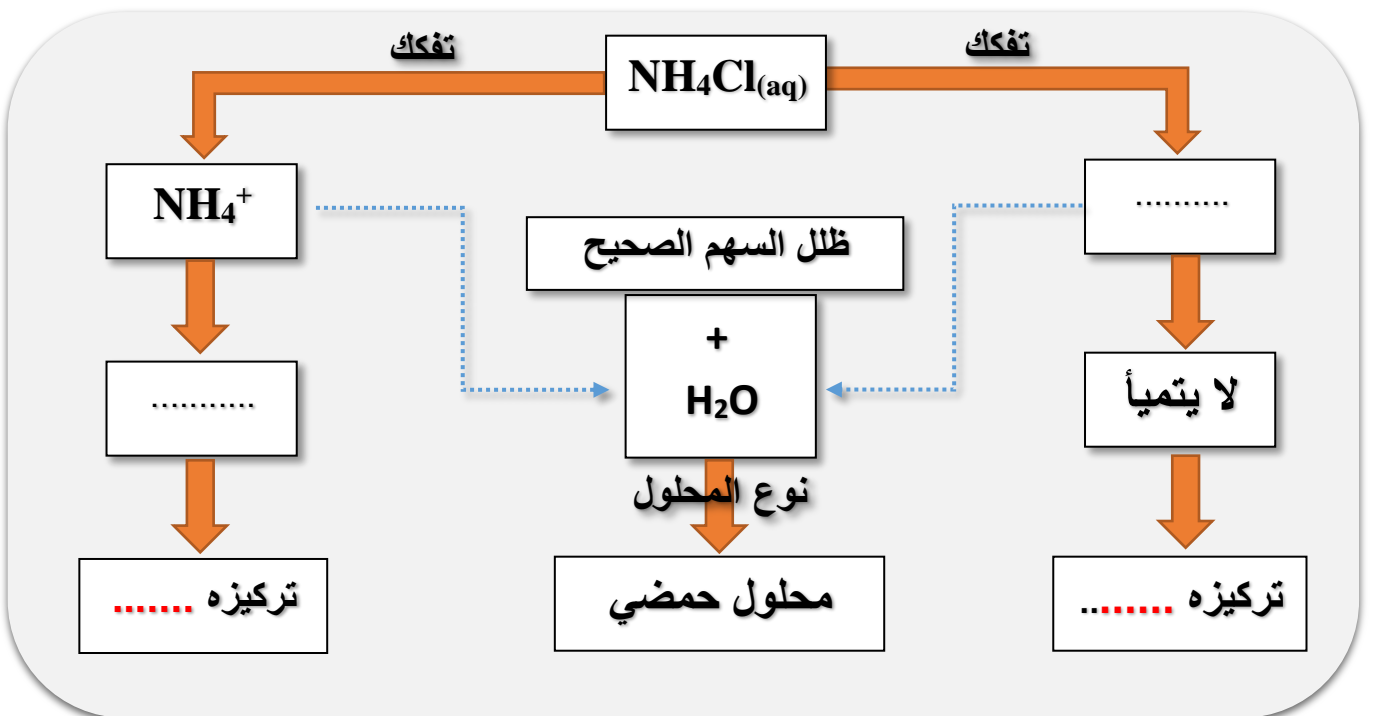 تفكك
NH₄Cl(aq)
تفكك
NH₄⁺
..........
ظلل السهم الصحيح
+
H₂O
...........
لا يتميأ
نوع المحلول
تركيزه .......
محلول حمضي
تركيزه .........